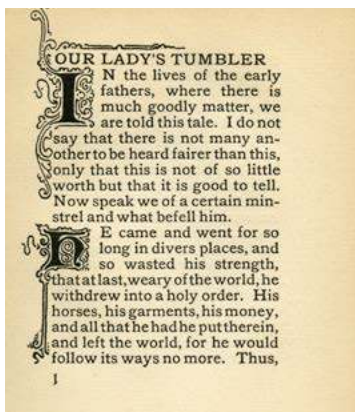 OUR LADY'S TUMBLER
IN the lives of the early
fathers, where there is
much goodly matter, we
are told this tale. I do not
say that there is not many an-
other to be heard fairer than this,
only that this is not of so little
worth but that it is good to tell.
Now speak we of a certain min-
strel and what befell him.
HE came and went for so
long in divers places, and
so wasted his strength,
that at last, weary of the world, he
withdrew into a holy order. His
horses, his garments, his money,
and all that he had he put therein,
and left the world, for he would
follow its ways no more. Thus,
1